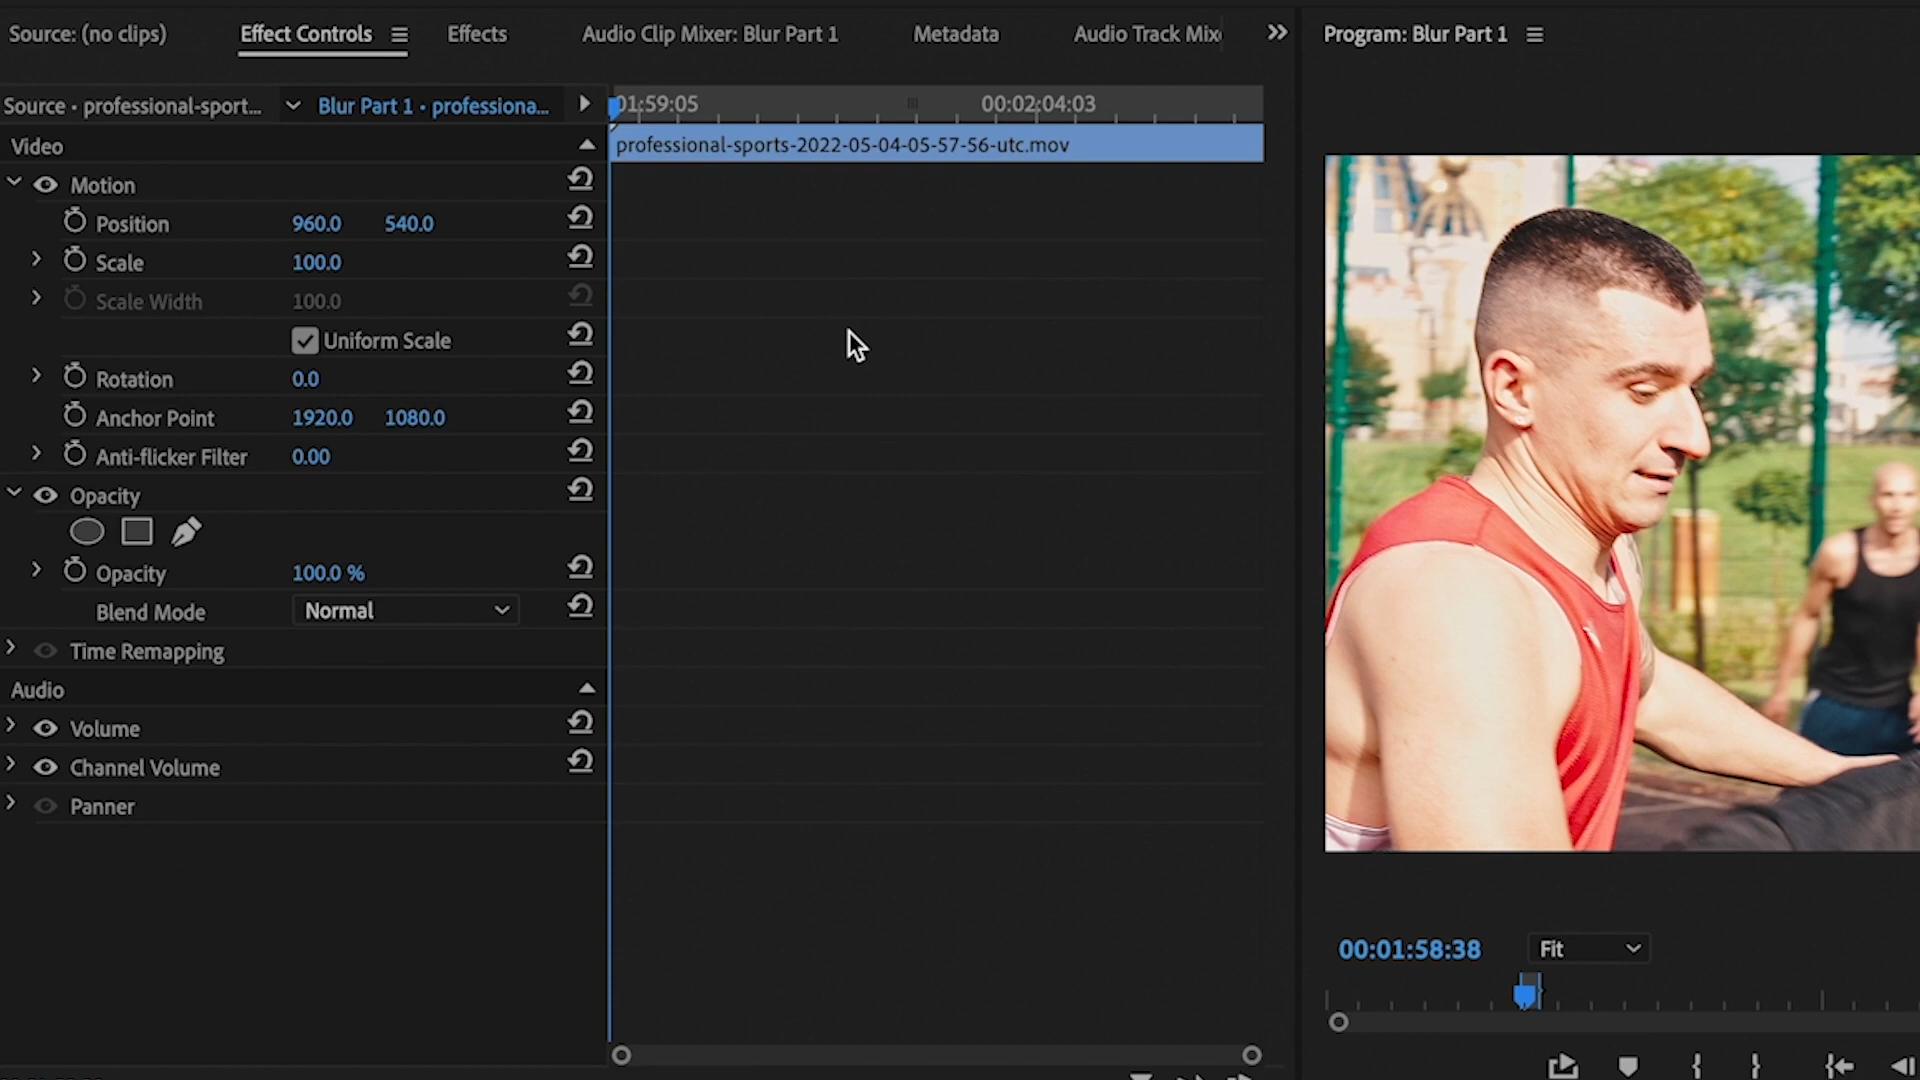 Source: (no clips)
Effect Controls
Effects
Audio Clip Mixer: Blur Part 1
Metadata
Audio Track Mix
Program: Blur Part 1
Source • professional-sport...
Blur Part 1 • professiona...
01:59:05
00:02:04:03
Video
professional-sports-2022-05-04-05-57-56-utc.mov
Motion
Position 960.0 540.0
Scale 100.0
Scale Width 100.0
Uniform Scale
Rotation 0.0
Anchor Point 1920.0 1080.0
Anti-flicker Filter 0.00
Opacity
Opacity 100.0 %
Blend Mode Normal
Time Remapping
Audio
Volume
Channel Volume
Panner
00:01:58:38
Fit